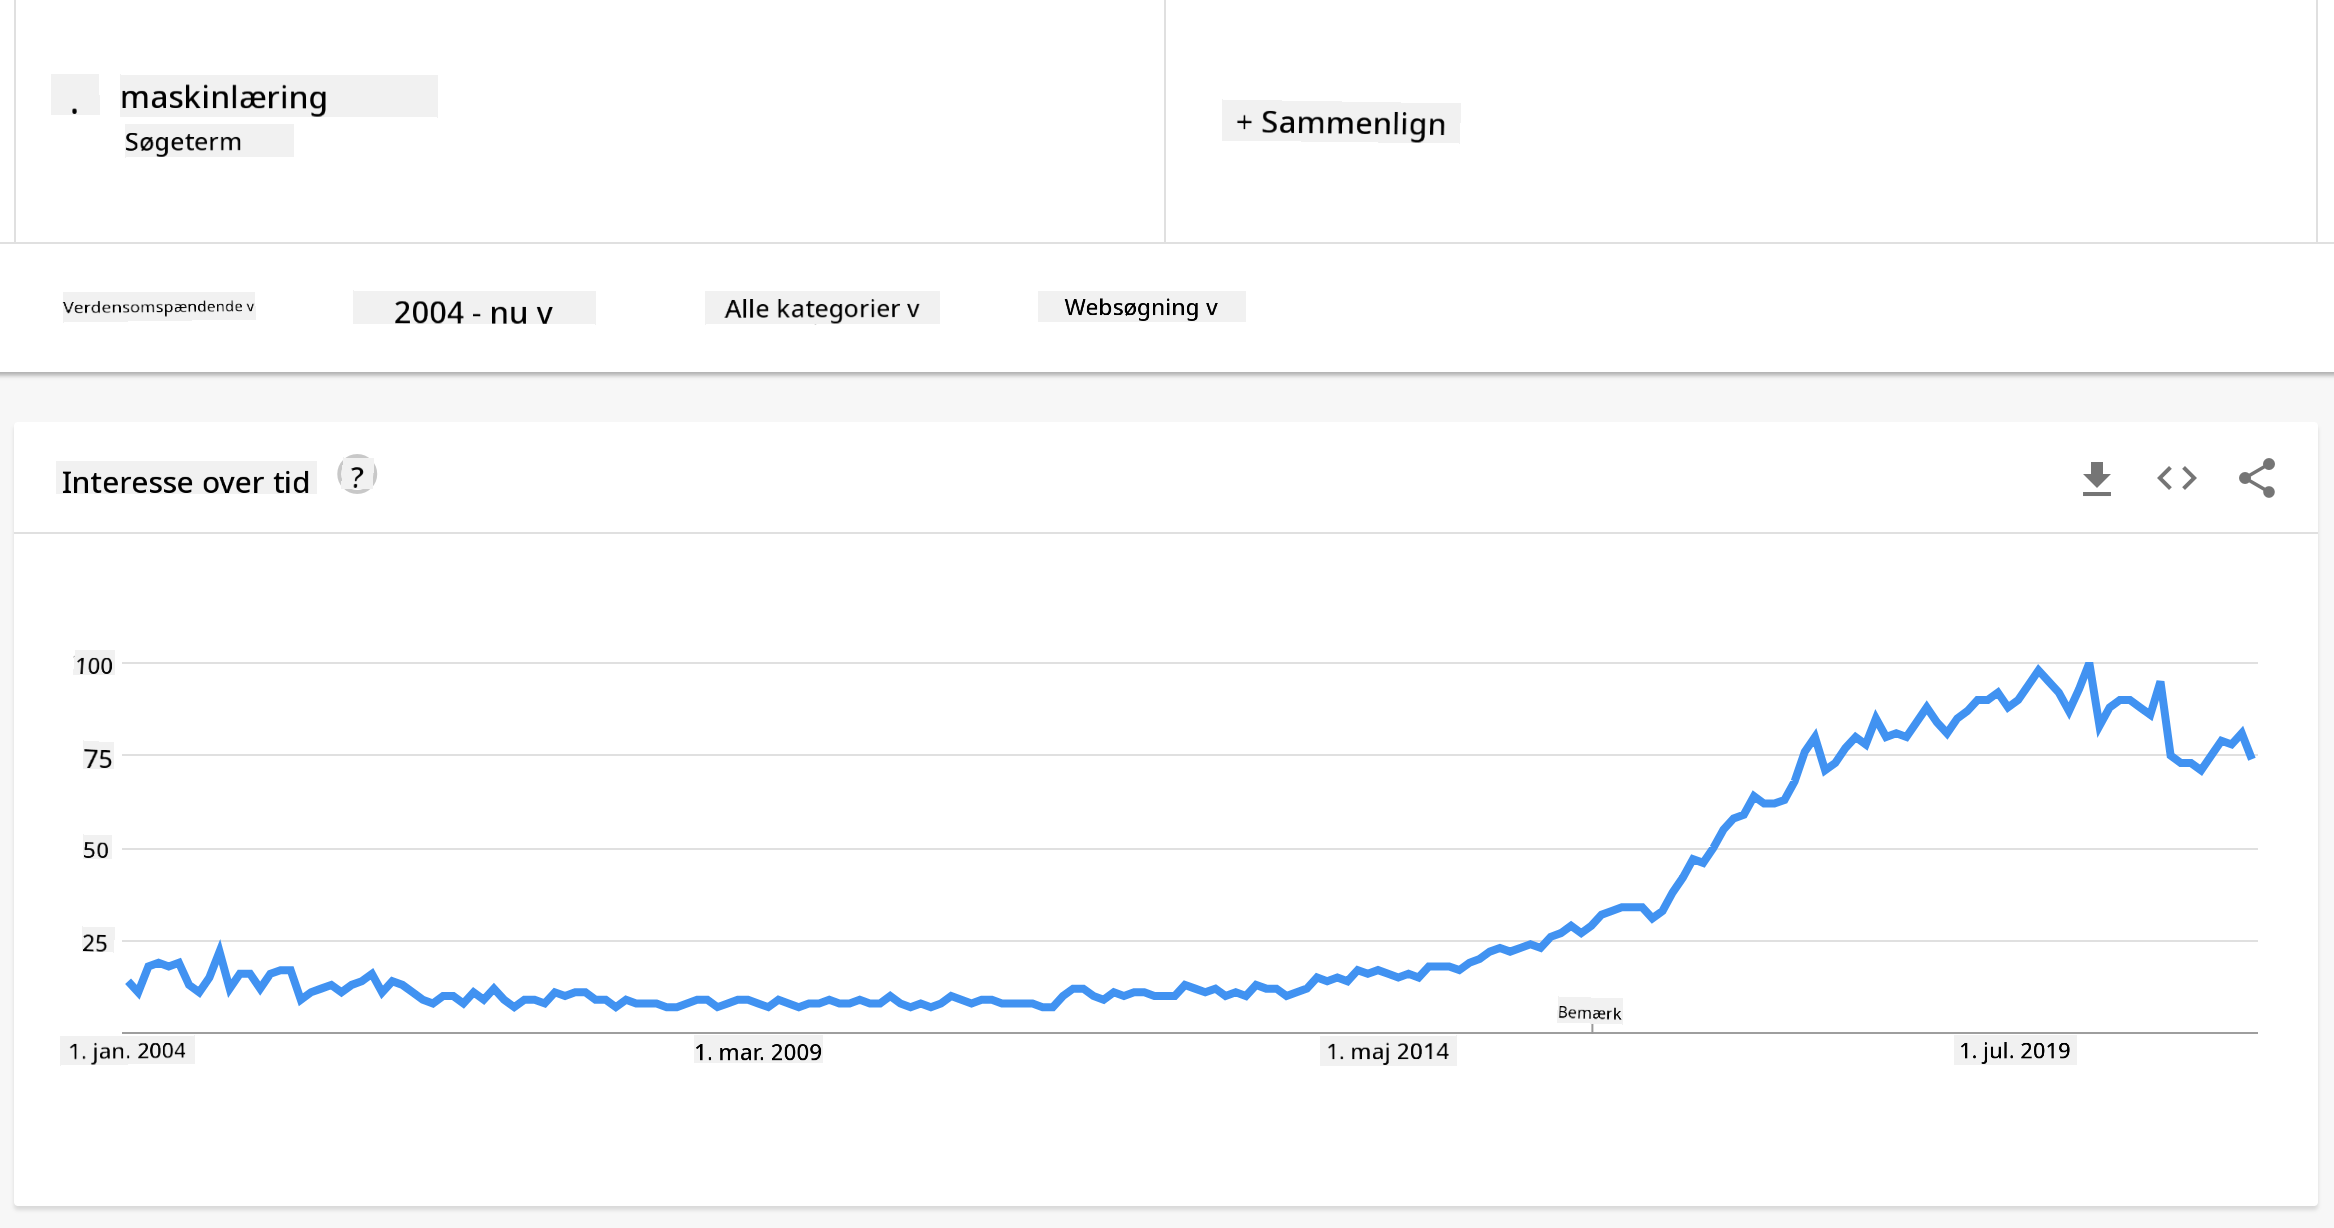 . maskinlæring
Søgeterm
+ Sammenlign
Verdensomspændende v
2004 - nu v
Alle kategorier v
Websøgning v
Interesse over tid ?
100
75
50
25
Bemærk
1. jan. 2004
1. mar. 2009
1. maj 2014
1. jul. 2019